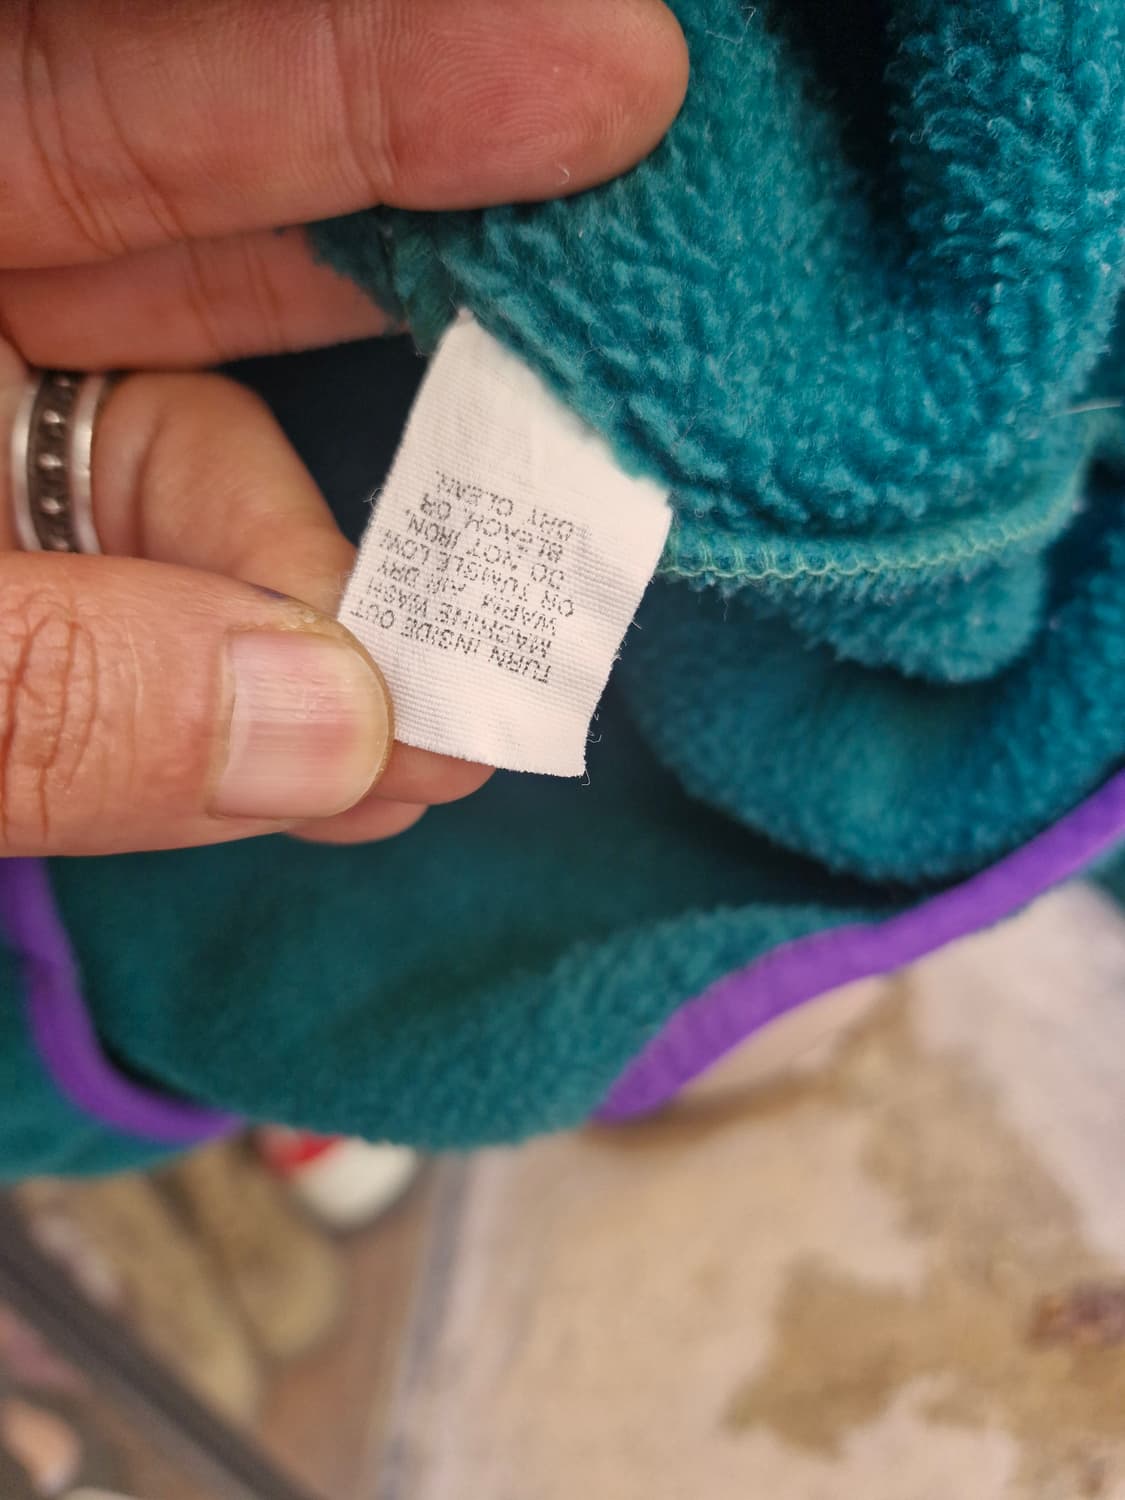 TURN INSIDE OUT
MACHINE WASH
WARM AIR DRY
OR TUMBLE LOW.
DO NOT IRON,
BLEACH, OR
DRY CLEAN.